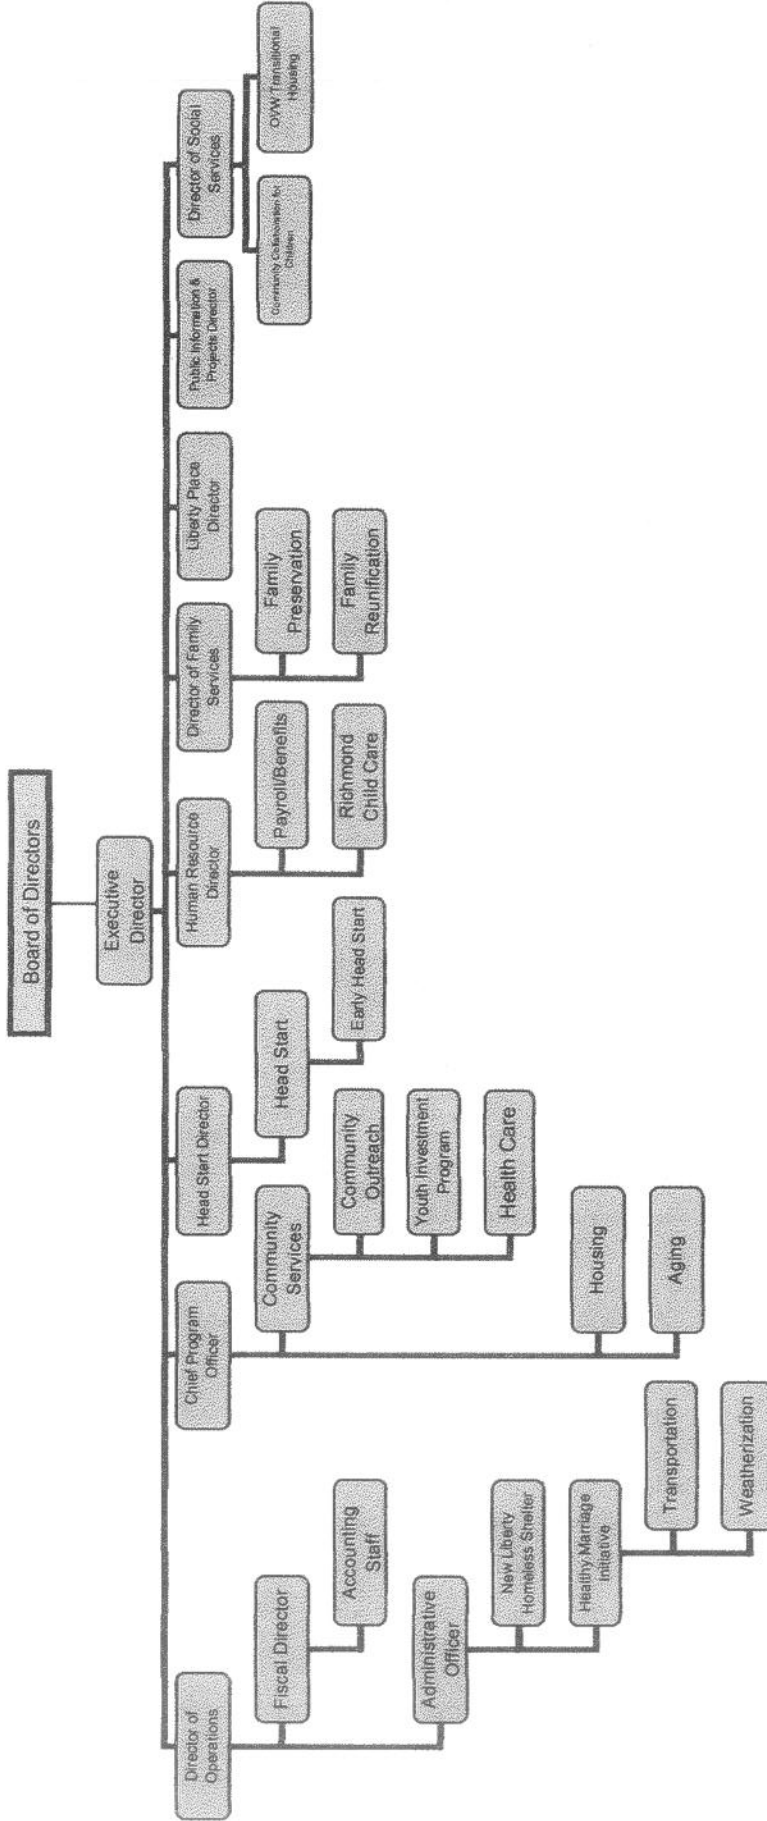 Board of Directors
Executive
Director
Director of
Operations
Chief Program
Officer
Head Start Director
Human Resource
Director
Director of Family
Services
Liberty Place
Director
Public Information &
Projects Director
Director of Social
Services
Fiscal Director
Accounting
Staff
Administrative
Officer
New Liberty
Homeless Shelter
Healthy Marriage
Initiative
Transportation
Weatherization
Community
Services
Community
Outreach
Youth Investment
Program
Health Care
Housing
Aging
Head Start
Early Head Start
Payroll/Benefits
Richmond
Child Care
Family
Preservation
Family
Reunification
Community Collaboration for
Children
OVW Transitional
Housing